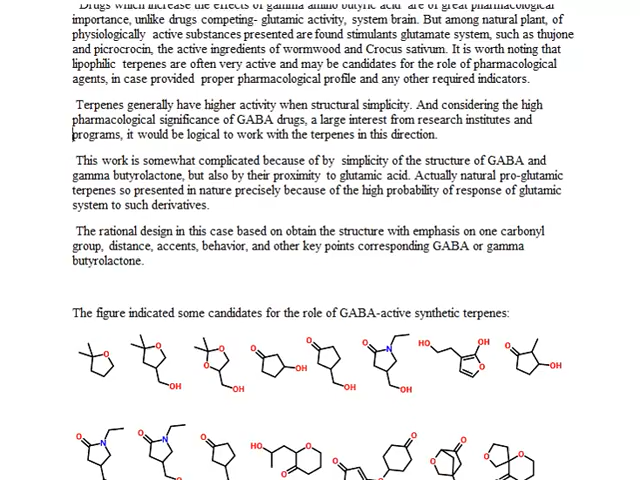 Drugs which increase the effects of gamma amino butyric acid are of great pharmacological
importance, unlike drugs competing- glutamic activity, system brain. But among natural plant, of
physiologically active substances presented are found stimulants glutamate system, such as thujone
and picrocrocin, the active ingredients of wormwood and Crocus sativum. It is worth noting that
lipophilic terpenes are often very active and may be candidates for the role of pharmacological
agents, in case provided proper pharmacological profile and any other required indicators.
Terpenes generally have higher activity when structural simplicity. And considering the high
pharmacological significance of GABA drugs, a large interest from research institutes and
programs, it would be logical to work with the terpenes in this direction.
This work is somewhat complicated because of by simplicity of the structure of GABA and
gamma butyrolactone, but also by their proximity to glutamic acid. Actually natural pro-glutamic
terpenes so presented in nature precisely because of the high probability of response of glutamic
system to such derivatives.
The rational design in this case based on obtain the structure with emphasis on one carbonyl
group, distance, accents, behavior, and other key points corresponding GABA or gamma
butyrolactone.
The figure indicated some candidates for the role of GABA-active synthetic terpenes:
O O OH O O OH O OH O OH O N OH HO OH O O OH
O N O N O HO O O O O O O O O